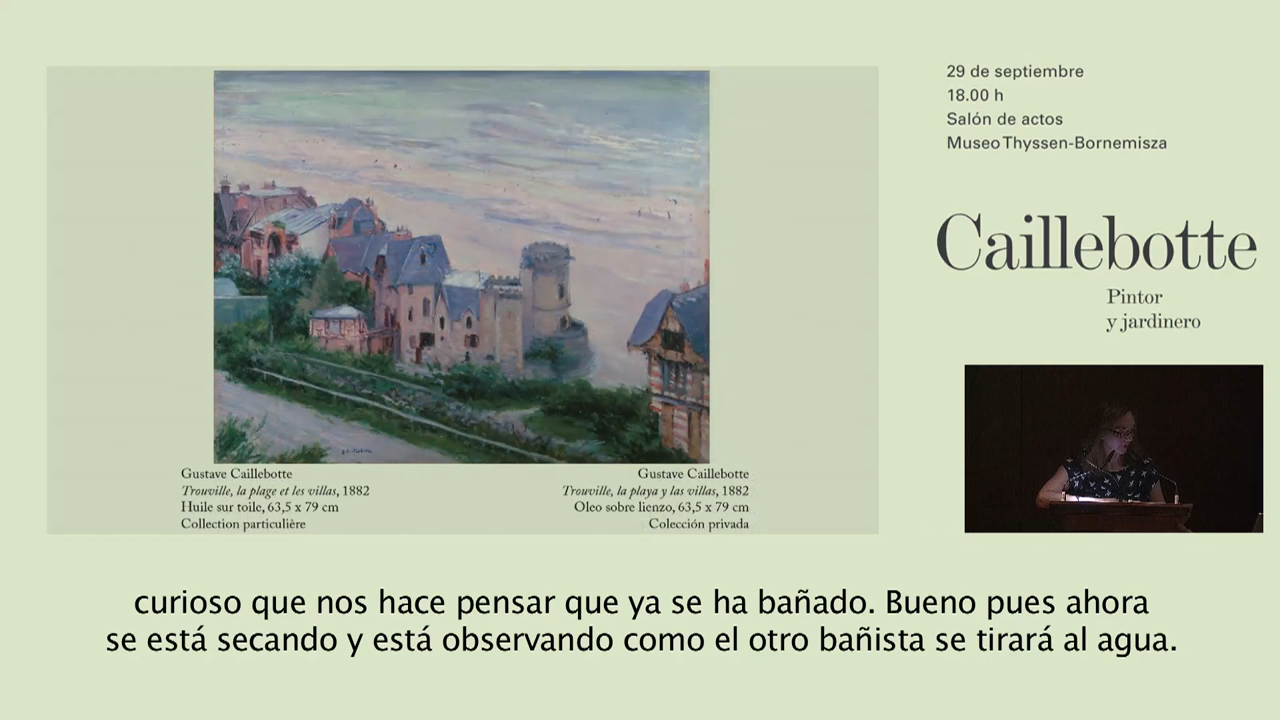 29 de septiembre
18.00 h
Salón de actos
Museo Thyssen-Bornemisza
Caillebotte
Pintor
y jardinero
Gustave Caillebotte
Trouville, la plage et les villas, 1882
Huile sur toile, 63,5 x 79 cm
Collection particulière
Gustave Caillebotte
Trouville, la playa y las villas, 1882
Oleo sobre lienzo, 63,5 x 79 cm
Colección privada
curioso que nos hace pensar que ya se ha bañado. Bueno pues ahora
se está secando y está observando como el otro bañista se tirará al agua.